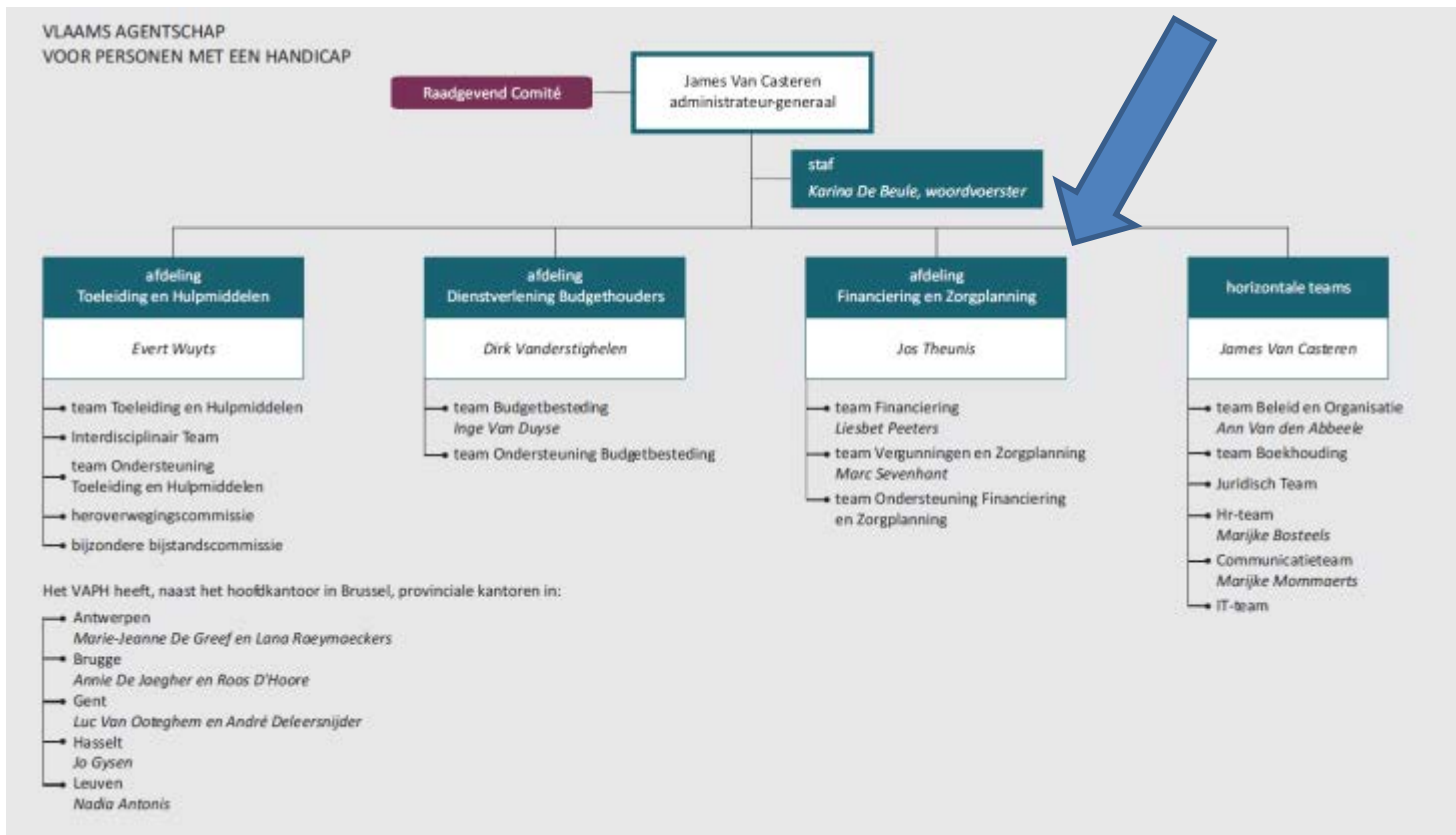 VLAAMS AGENTSCHAP
VOOR PERSONEN MET EEN HANDICAP
Raadgevend Comité
James Van Casteren
administrateur-generaal
staf
Karina De Beule, woordvoerster
afdeling
Toeleiding en Hulpmiddelen
Evert Wuyts
team Toeleiding en Hulpmiddelen
Interdisciplinair Team
team Ondersteuning
Toeleiding en Hulpmiddelen
heroverwegingscommissie
bijzondere bijstandscommissie
afdeling
Dienstverlening Budgethouders
Dirk Vanderstighelen
team Budgetbesteding
Inge Van Duyse
team Ondersteuning Budgetbesteding
afdeling
Financiering en Zorgplanning
Jos Theunis
team Financiering
Liesbet Peeters
team Vergunningen en Zorgplanning
Marc Sevenhant
team Ondersteuning Financiering
en Zorgplanning
horizontale teams
James Van Casteren
team Beleid en Organisatie
Ann Van den Abbeele
team Boekhouding
Juridisch Team
Hr-team
Marijke Bosteels
Communicatieteam
Marijke Mommaerts
IT-team
Het VAPH heeft, naast het hoofdkantoor in Brussel, provinciale kantoren in:
Antwerpen
Marie-Jeanne De Greef en Lana Raeymaeckers
Brugge
Annie De Jaegher en Roos D'Hoore
Gent
Luc Van Ooteghem en André Deleersnijder
Hasselt
Jo Gysen
Leuven
Nadia Antonis